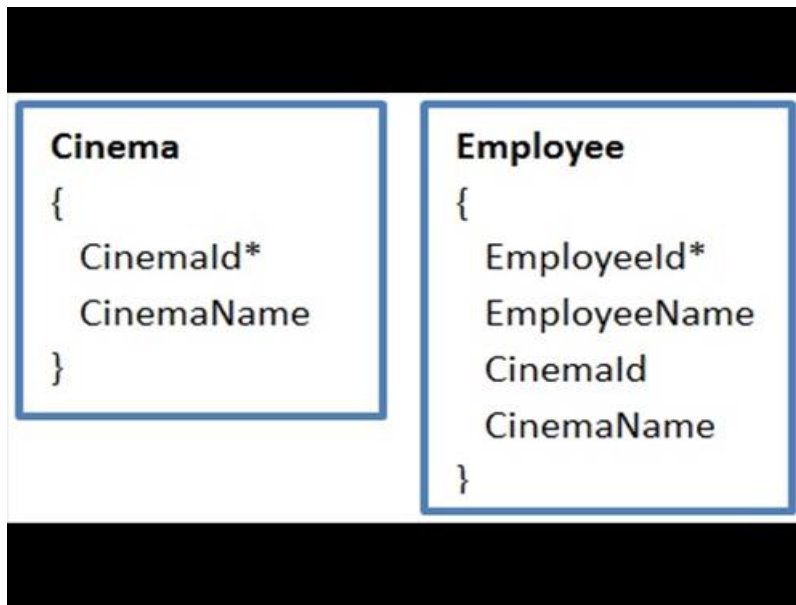 Cinema
{
CinemaId*
CinemaName
}
Employee
{
EmployeeId*
EmployeeName
CinemaId
CinemaName
}